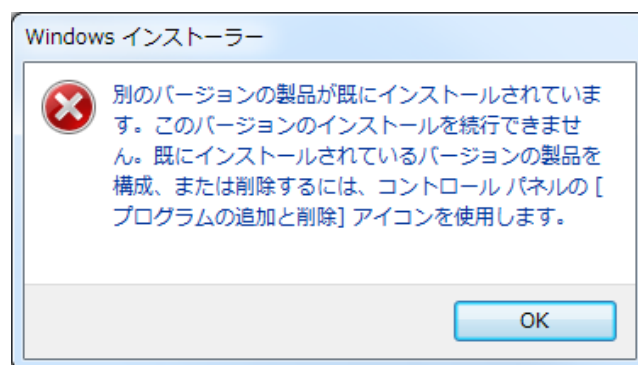 Windows インストーラー
別のバージョンの製品が既にインストールされていま
す。このバージョンのインストールを続行できませ
ん。既にインストールされているバージョンの製品を
構成、または削除するには、コントロール パネルの [
プログラムの追加と削除] アイコンを使用します。
OK